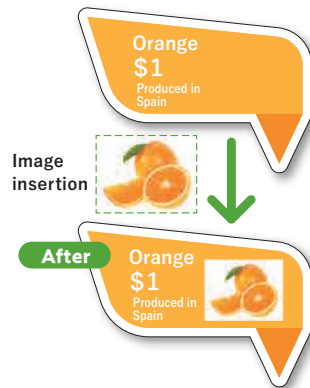 Orange
$1
Produced in
Spain
Image
insertion
After
Orange
$1
Produced in
Spain